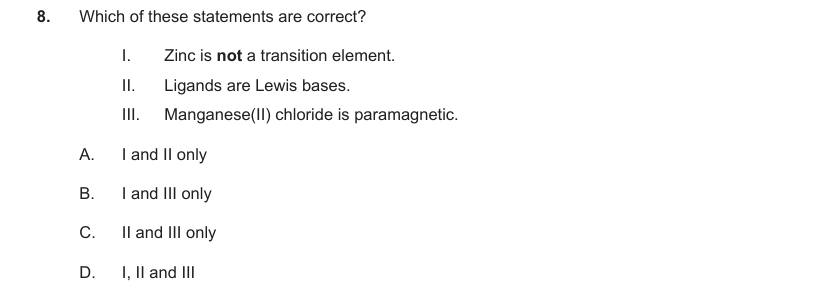 8. Which of these statements are correct?
I. Zinc is not a transition element.
II. Ligands are Lewis bases.
III. Manganese(II) chloride is paramagnetic.
A. I and II only
B. I and III only
C. II and III only
D. I, II and III